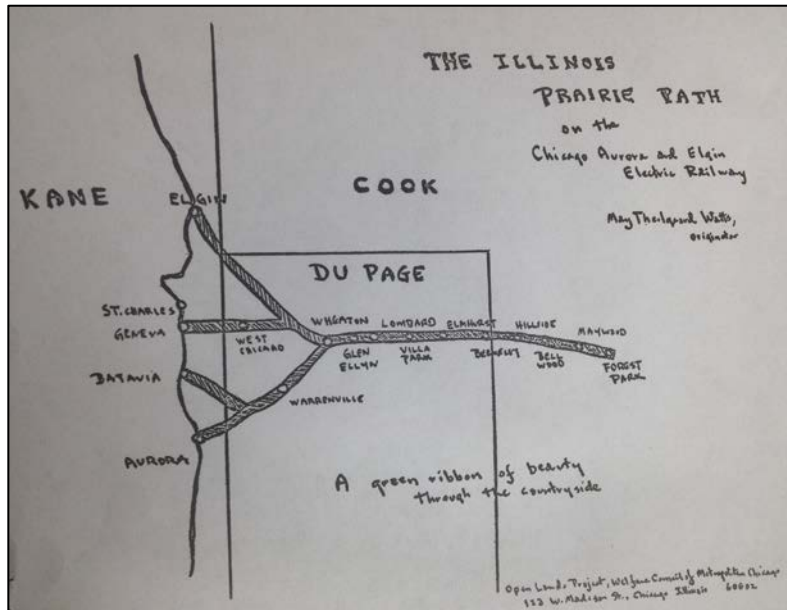 THE ILLINOIS
PRAIRIE PATH
on the
Chicago Aurora and Elgin
Electric Railway
May Theilgaard Watts,
originator
KANE
COOK
ELGIN
DU PAGE
ST. CHARLES
GENEVA
WEST
CHICAGO
WHEATON
GLEN
ELLYN
LOMBARD
VILLA
PARK
ELMHURST
BERKELEY
HILLSIDE
BELL
WOOD
MAYWOOD
FOREST
PARK
BATAVIA
WARRENVILLE
AURORA
A green ribbon of beauty
through the countryside
Open Lands Project, Welfare Council of Metropolitan Chicago
123 W. Madison St., Chicago Illinois 60602